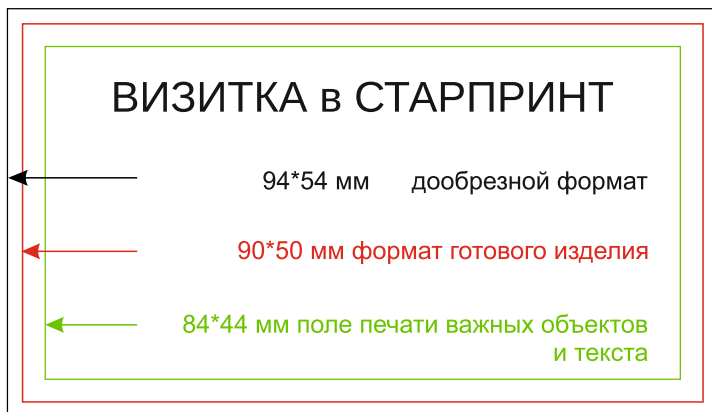 ВИЗИТКА в СТАРПРИНТ
94*54 мм дообрезной формат
90*50 мм формат готового изделия
84*44 мм поле печати важных объектов
и текста